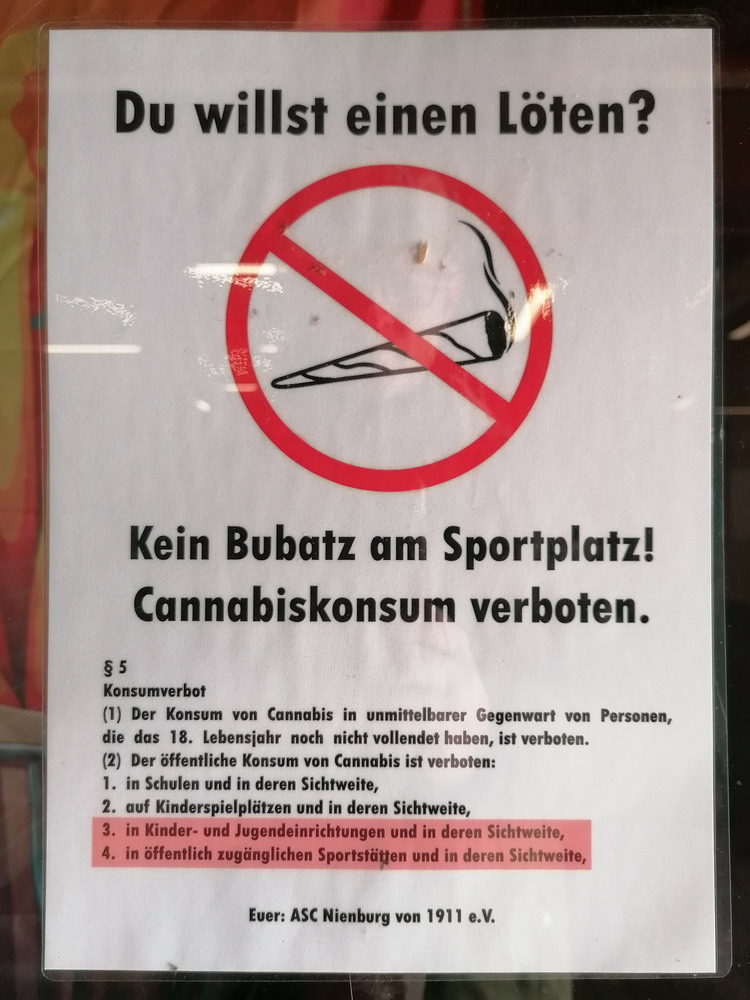 Du willst einen Löten?
Kein Bubatz am Sportplatz!
Cannabiskonsum verboten.
§ 5
Konsumverbot
(1) Der Konsum von Cannabis in unmittelbarer Gegenwart von Personen,
die das 18. Lebensjahr noch nicht vollendet haben, ist verboten.
(2) Der öffentliche Konsum von Cannabis ist verboten:
1. in Schulen und in deren Sichtweite,
2. auf Kinderspielplätzen und in deren Sichtweite,
3. in Kinder- und Jugendeinrichtungen und in deren Sichtweite,
4. in öffentlich zugänglichen Sportstätten und in deren Sichtweite,
Euer: ASC Nienburg von 1911 e.V.